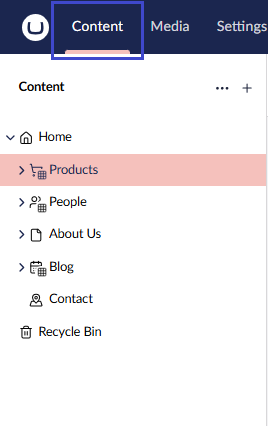 Content Media Settings
Content
Home
Products
People
About Us
Blog
Contact
Recycle Bin